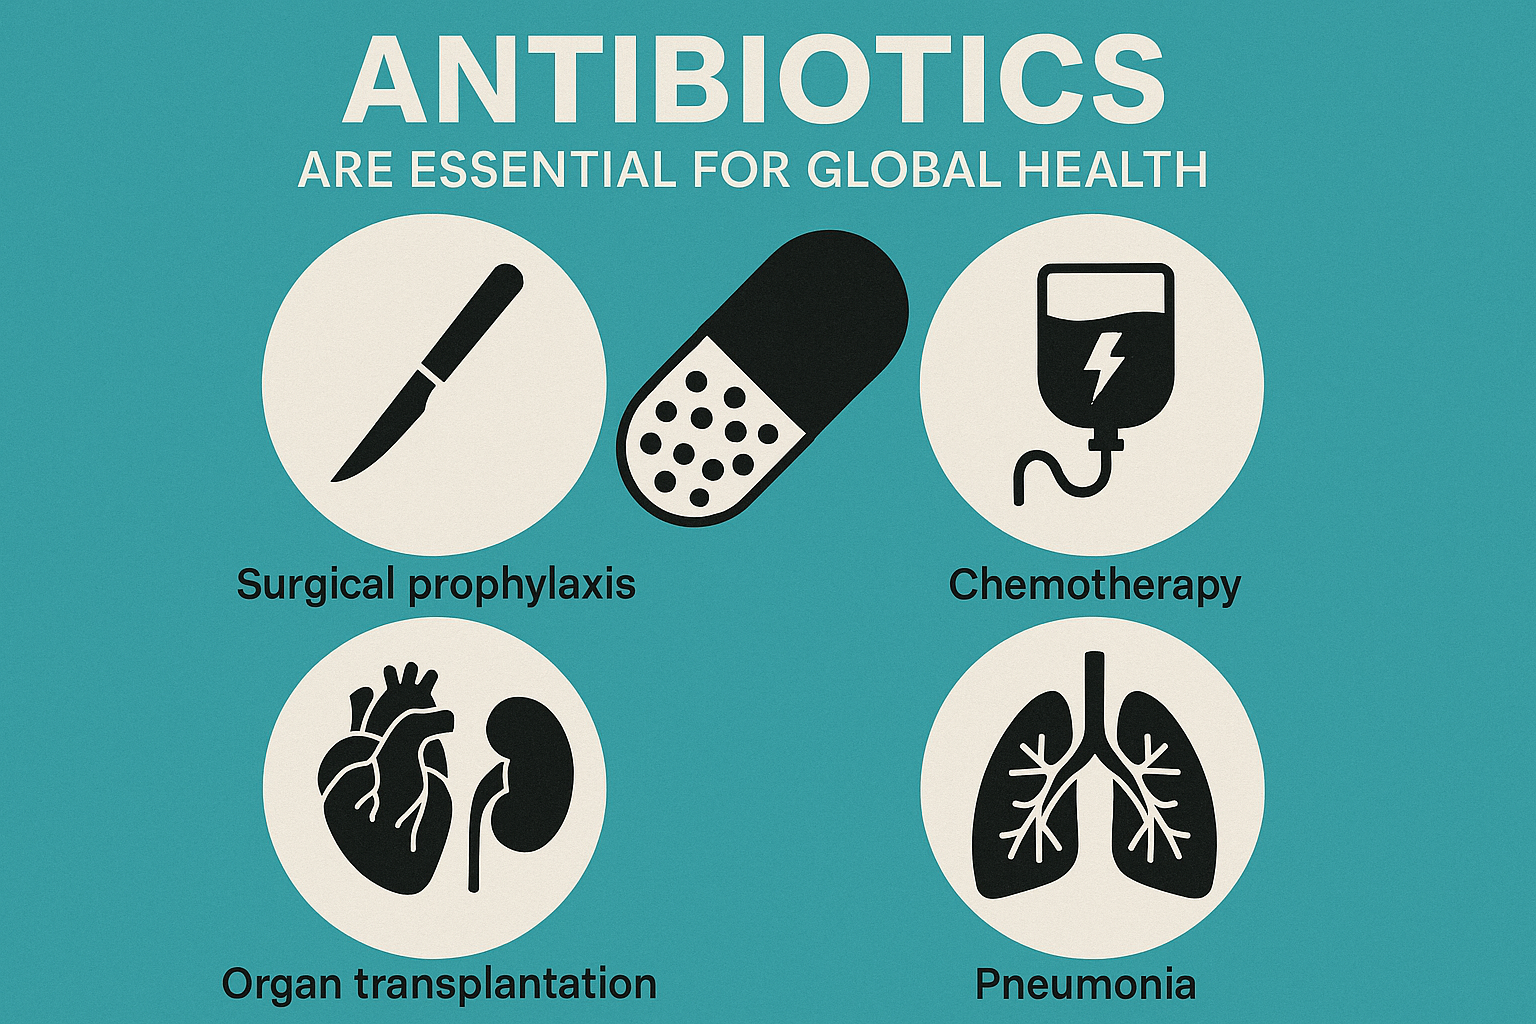 ANTIBIOTICS
ARE ESSENTIAL FOR GLOBAL HEALTH
Surgical prophylaxis
Chemotherapy
Organ transplantation
Pneumonia